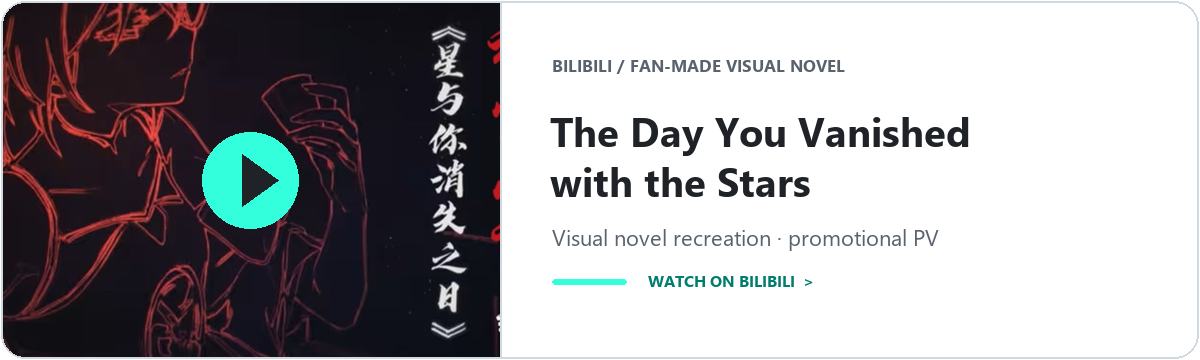 《星与你消失之日》
BILIBILI / FAN-MADE VISUAL NOVEL
The Day You Vanished
with the Stars
Visual novel recreation · promotional PV
WATCH ON BILIBILI >